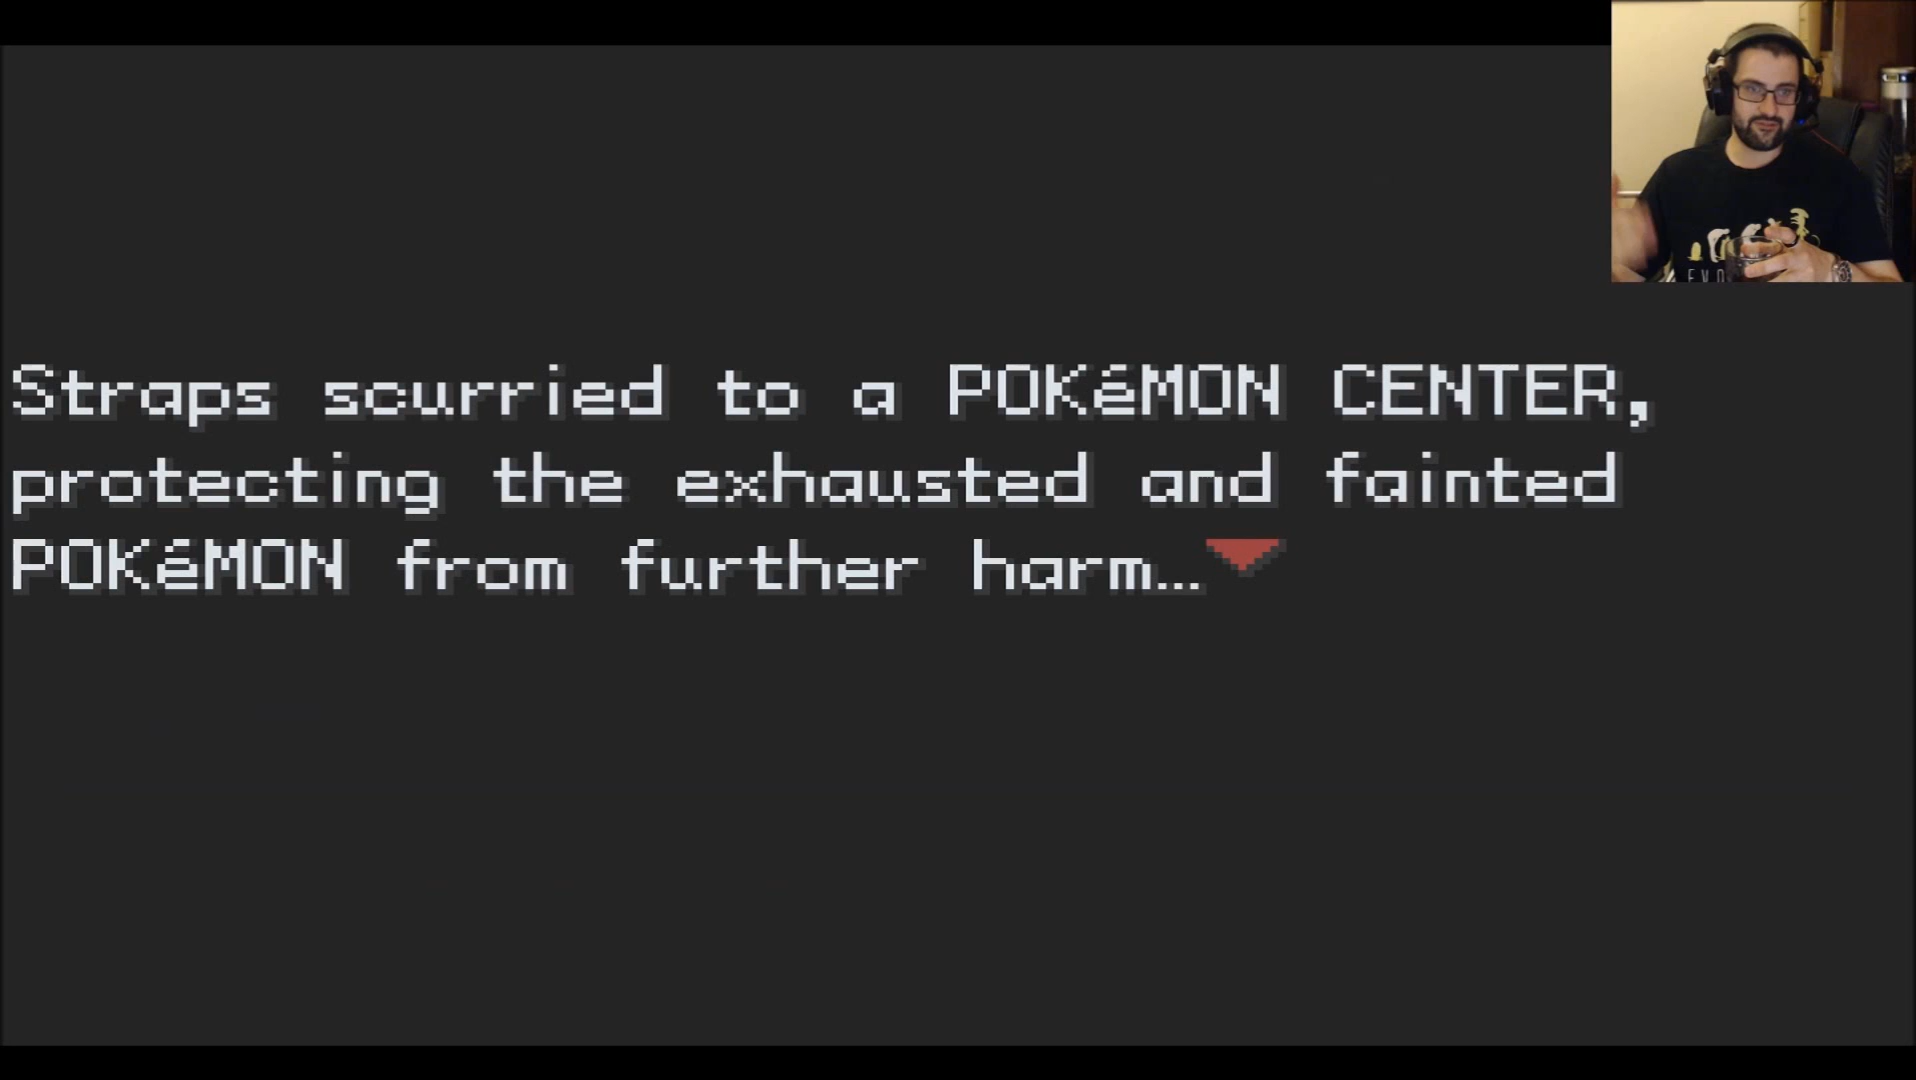 Straps scurried to a POKéMON CENTER,
protecting the exhausted and fainted
POKéMON from further harm...